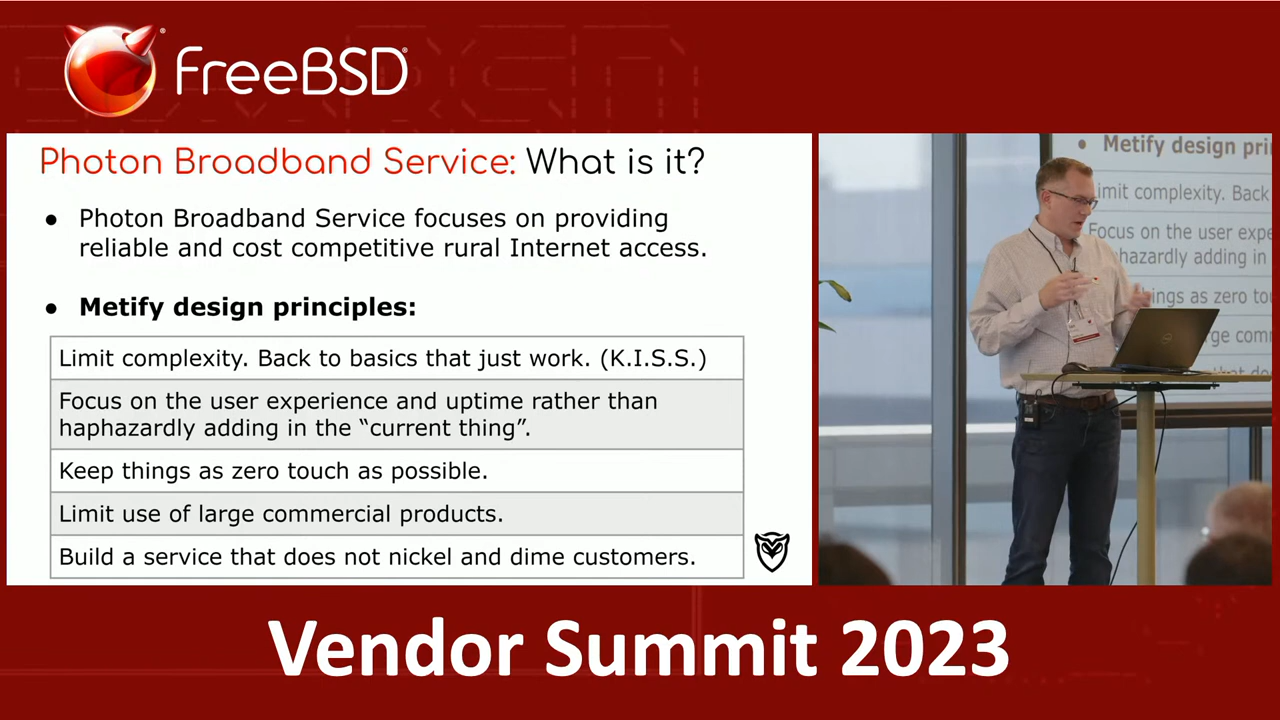 FreeBSD®
Photon Broadband Service: What is it?
● Photon Broadband Service focuses on providing
reliable and cost competitive rural Internet access.
● Metify design principles:
Limit complexity. Back to basics that just work. (K.I.S.S.)
Focus on the user experience and uptime rather than
haphazardly adding in the “current thing”.
Keep things as zero touch as possible.
Limit use of large commercial products.
Build a service that does not nickel and dime customers.
• Metify design pri
imit complexity. Back
Focus on the user expe
hazardly adding in
ings as zero tou
ge comm
that do
Vendor Summit 2023